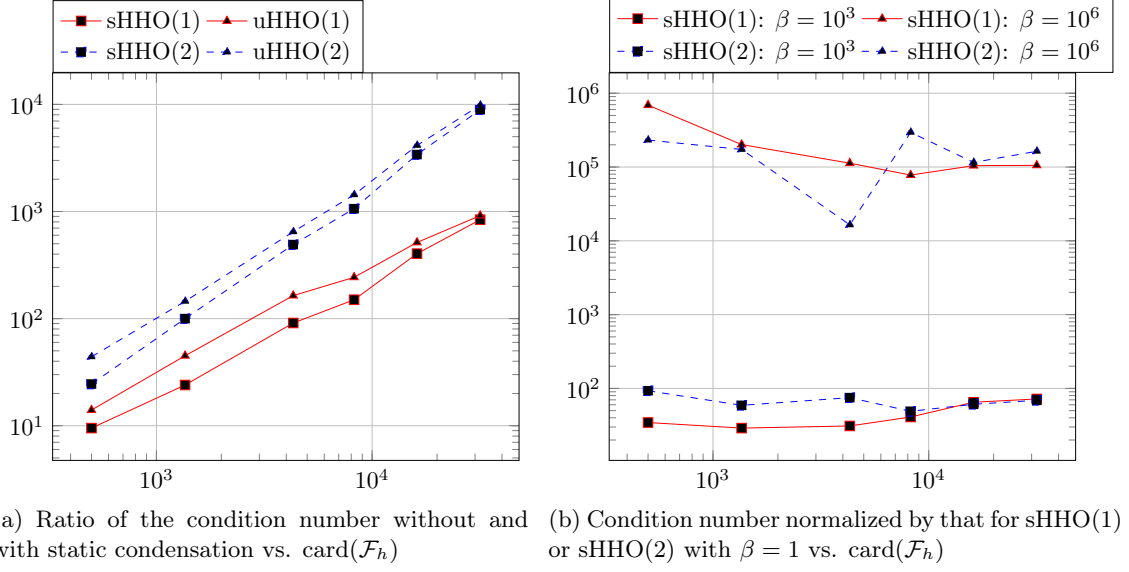 sHHO(1) uHHO(1)
sHHO(2) uHHO(2)
10^4
10^3
10^2
10^1
10^3 10^4
a) Ratio of the condition number without and
with static condensation vs. card(ℱ_h)
sHHO(1): β = 10^3 sHHO(1): β = 10^6
sHHO(2): β = 10^3 sHHO(2): β = 10^6
10^6
10^5
10^4
10^3
10^2
10^3 10^4
(b) Condition number normalized by that for sHHO(1)
or sHHO(2) with β = 1 vs. card(ℱ_h)